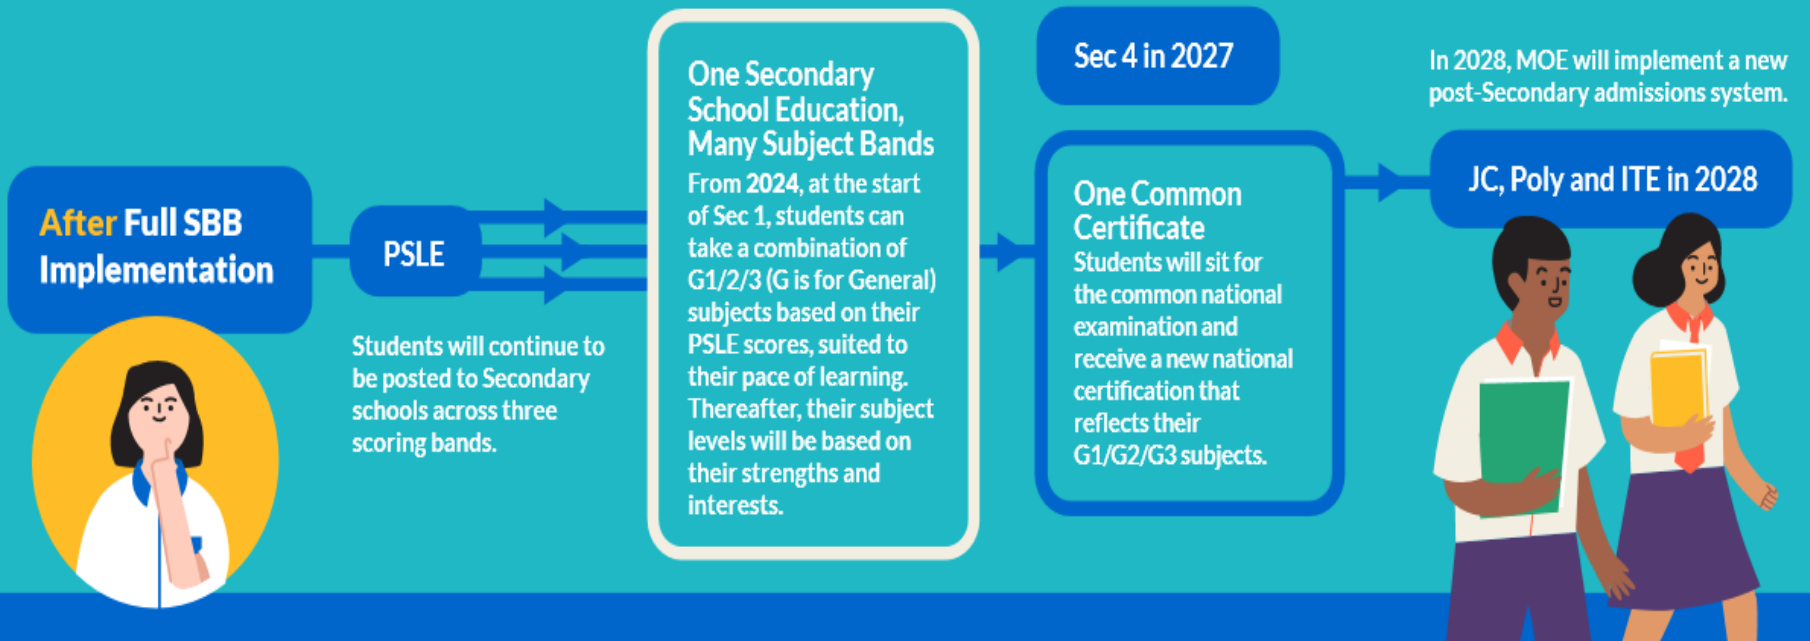 After Full SBB
Implementation
PSLE
Students will continue to
be posted to Secondary
schools across three
scoring bands.
One Secondary
School Education,
Many Subject Bands
From 2024, at the start
of Sec 1, students can
take a combination of
G1/2/3 (G is for General)
subjects based on their
PSLE scores, suited to
their pace of learning.
Thereafter, their subject
levels will be based on
their strengths and
interests.
Sec 4 in 2027
One Common
Certificate
Students will sit for
the common national
examination and
receive a new national
certification that
reflects their
G1/G2/G3 subjects.
In 2028, MOE will implement a new
post-Secondary admissions system.
JC, Poly and ITE in 2028